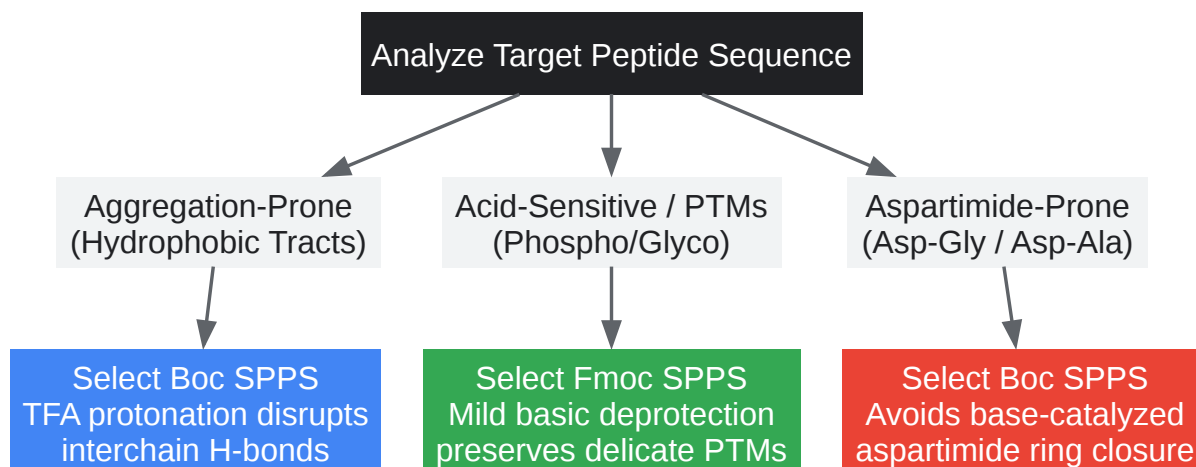 Analyze Target Peptide Sequence
Aggregation-Prone
(Hydrophobic Tracts)
Acid-Sensitive / PTMs
(Phospho/Glyco)
Aspartimide-Prone
(Asp-Gly / Asp-Ala)
Select Boc SPPS
TFA protonation disrupts
interchain H-bonds
Select Fmoc SPPS
Mild basic deprotection
preserves delicate PTMs
Select Boc SPPS
Avoids base-catalyzed
aspartimide ring closure